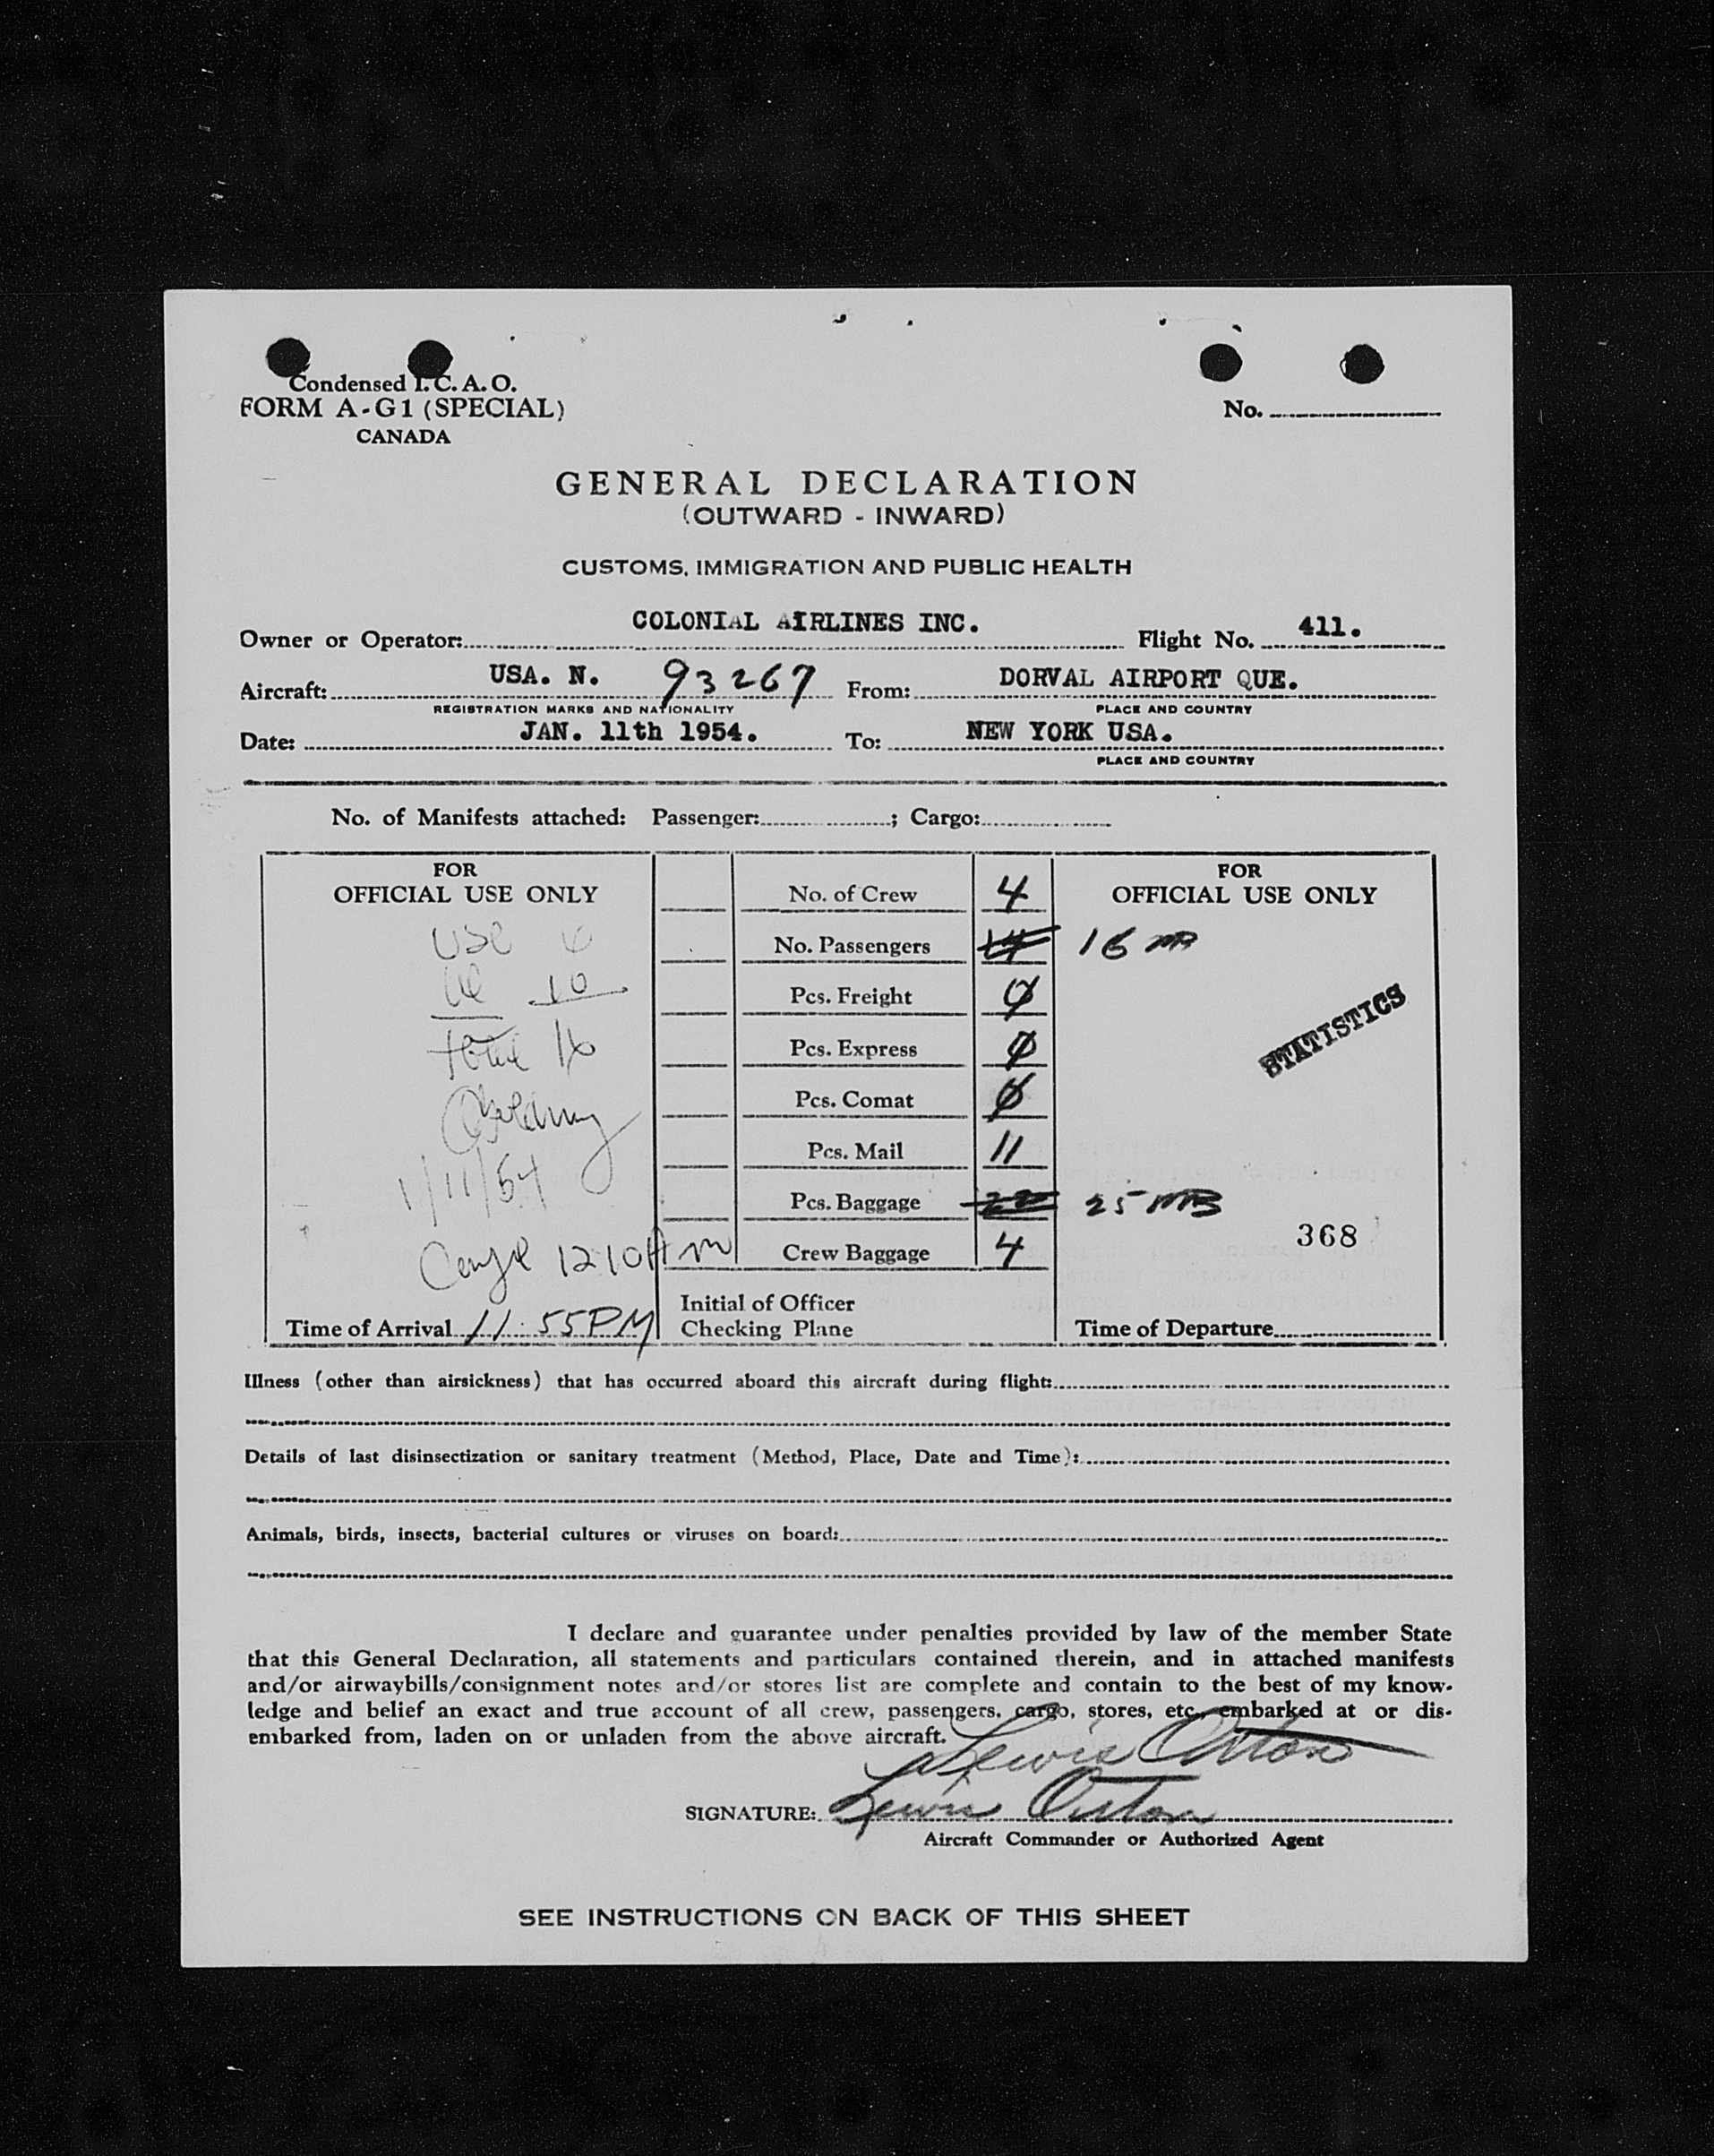 Condensed I. C. A. O.
FORM A-G1 (SPECIAL)
CANADA
No.
GENERAL DECLARATION
(OUTWARD - INWARD)
CUSTOMS, IMMIGRATION AND PUBLIC HEALTH
Owner or Operator: COLONIAL AIRLINES INC. Flight No. 411.
Aircraft: USA. N. 93267 From: DORVAL AIRPORT QUE.
REGISTRATION MARKS AND NATIONALITY PLACE AND COUNTRY
Date: JAN. 11th 1954. To: NEW YORK USA.
PLACE AND COUNTRY
No. of Manifests attached: Passenger: ; Cargo:
FOR
OFFICIAL USE ONLY
USC 6
10
total 16
1/11/54
12 10 A m
Time of Arrival 11:55 PM
No. of Crew 4
No. Passengers 14 16
Pcs. Freight 0
Pcs. Express 0
Pcs. Comat 0
Pcs. Mail 11
Pcs. Baggage 22 25
Crew Baggage 4
Initial of Officer
Checking Plane
FOR
OFFICIAL USE ONLY
STATISTICS
368
Time of Departure
Illness (other than airsickness) that has occurred aboard this aircraft during flight:
Details of last disinsectization or sanitary treatment (Method, Place, Date and Time):
Animals, birds, insects, bacterial cultures or viruses on board:
I declare and guarantee under penalties provided by law of the member State
that this General Declaration, all statements and particulars contained therein, and in attached manifests
and/or airwaybills/consignment notes and/or stores list are complete and contain to the best of my know-
ledge and belief an exact and true account of all crew, passengers, cargo, stores, etc., embarked at or dis-
embarked from, laden on or unladen from the above aircraft.
Lewis Orton
SIGNATURE: Lewis Orton
Aircraft Commander or Authorized Agent
SEE INSTRUCTIONS ON BACK OF THIS SHEET